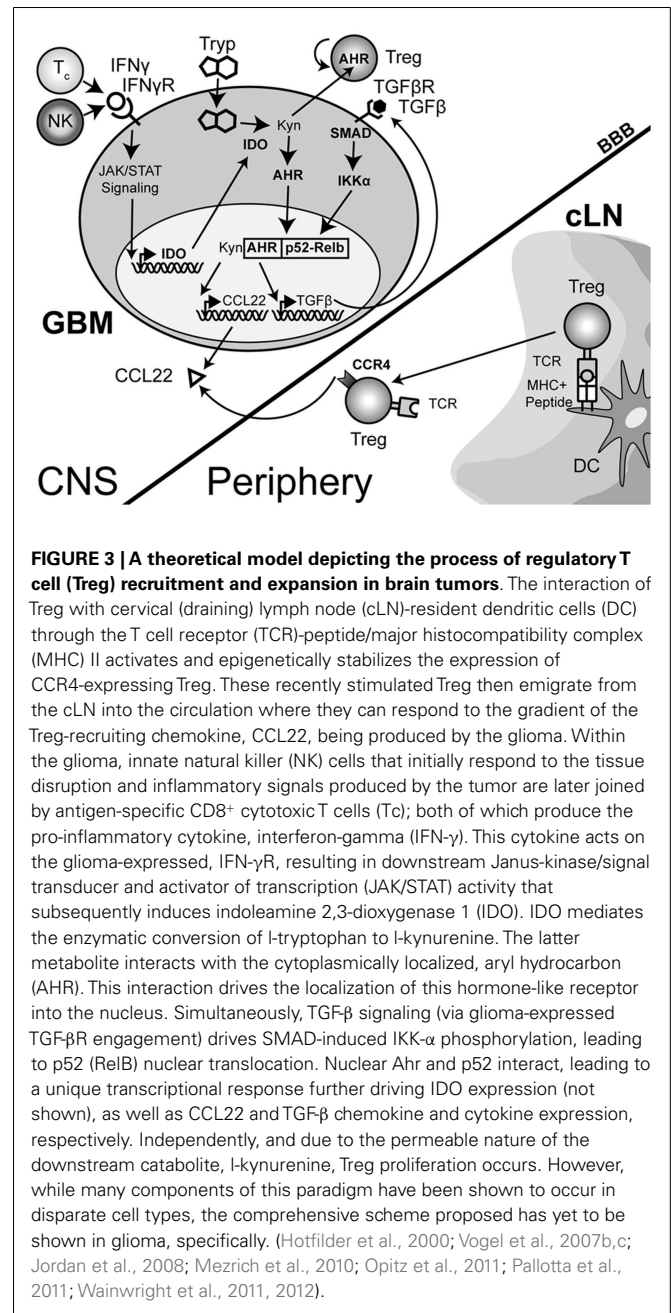 Tryp
AHR
Treg
Tc
IFNγ
IFNγR
TGFβR
TGFβ
NK
Kyn
SMAD
IDO
JAK/STAT
Signaling
AHR
IKKα
BBB
cLN
IDO
Kyn AHR p52-Relb
Treg
CCL22
TGFβ
GBM
CCR4
TCR
MHC+
Peptide
CCL22
TCR
Treg
DC
CNS
Periphery
FIGURE 3 | A theoretical model depicting the process of regulatory T
cell (Treg) recruitment and expansion in brain tumors. The interaction of
Treg with cervical (draining) lymph node (cLN)-resident dendritic cells (DC)
through the T cell receptor (TCR)-peptide/major histocompatibility complex
(MHC) II activates and epigenetically stabilizes the expression of
CCR4-expressing Treg. These recently stimulated Treg then emigrate from
the cLN into the circulation where they can respond to the gradient of the
Treg-recruiting chemokine, CCL22, being produced by the glioma. Within
the glioma, innate natural killer (NK) cells that initially respond to the tissue
disruption and inflammatory signals produced by the tumor are later joined
by antigen-specific CD8+ cytotoxic T cells (Tc); both of which produce the
pro-inflammatory cytokine, interferon-gamma (IFN-γ). This cytokine acts on
the glioma-expressed, IFN-γR, resulting in downstream Janus-kinase/signal
transducer and activator of transcription (JAK/STAT) activity that
subsequently induces indoleamine 2,3-dioxygenase 1 (IDO). IDO mediates
the enzymatic conversion of l-tryptophan to l-kynurenine. The latter
metabolite interacts with the cytoplasmically localized, aryl hydrocarbon
(AHR). This interaction drives the localization of this hormone-like receptor
into the nucleus. Simultaneously, TGF-β signaling (via glioma-expressed
TGF-βR engagement) drives SMAD-induced IKK-α phosphorylation, leading
to p52 (RelB) nuclear translocation. Nuclear Ahr and p52 interact, leading to
a unique transcriptional response further driving IDO expression (not
shown), as well as CCL22 and TGF-β chemokine and cytokine expression,
respectively. Independently, and due to the permeable nature of the
downstream catabolite, l-kynurenine, Treg proliferation occurs. However,
while many components of this paradigm have been shown to occur in
disparate cell types, the comprehensive scheme proposed has yet to be
shown in glioma, specifically. (Hotfilder et al., 2000; Vogel et al., 2007b,c;
Jordan et al., 2008; Mezrich et al., 2010; Opitz et al., 2011; Pallotta et al.,
2011; Wainwright et al., 2011, 2012).